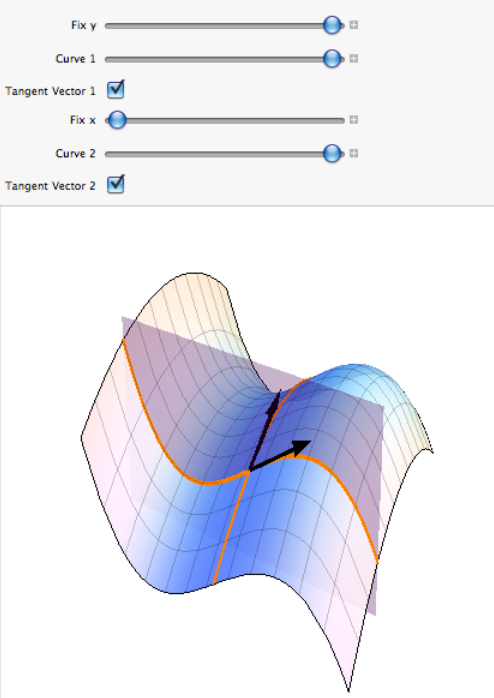 Fix y
Curve 1
Tangent Vector 1
Fix x
Curve 2
Tangent Vector 2